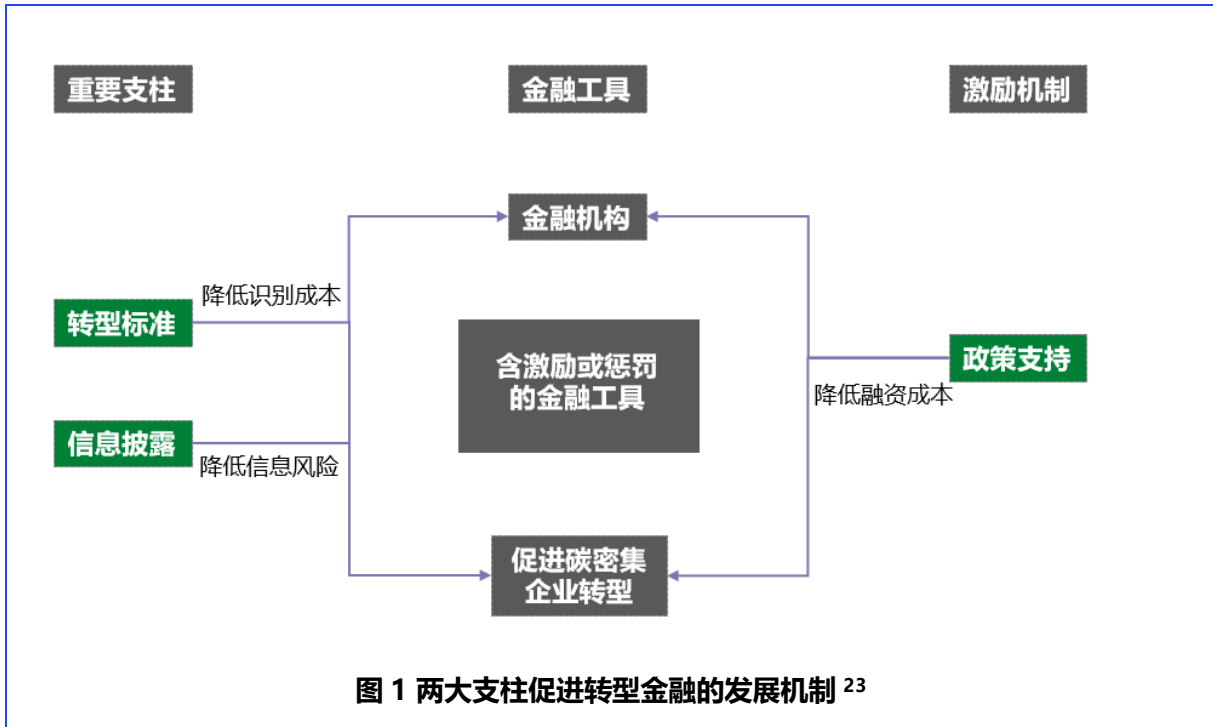 重要支柱
金融工具
激励机制
金融机构
降低识别成本
转型标准
含激励或惩罚
的金融工具
政策支持
降低融资成本
信息披露
降低信息风险
促进碳密集
企业转型
图 1 两大支柱促进转型金融的发展机制 23